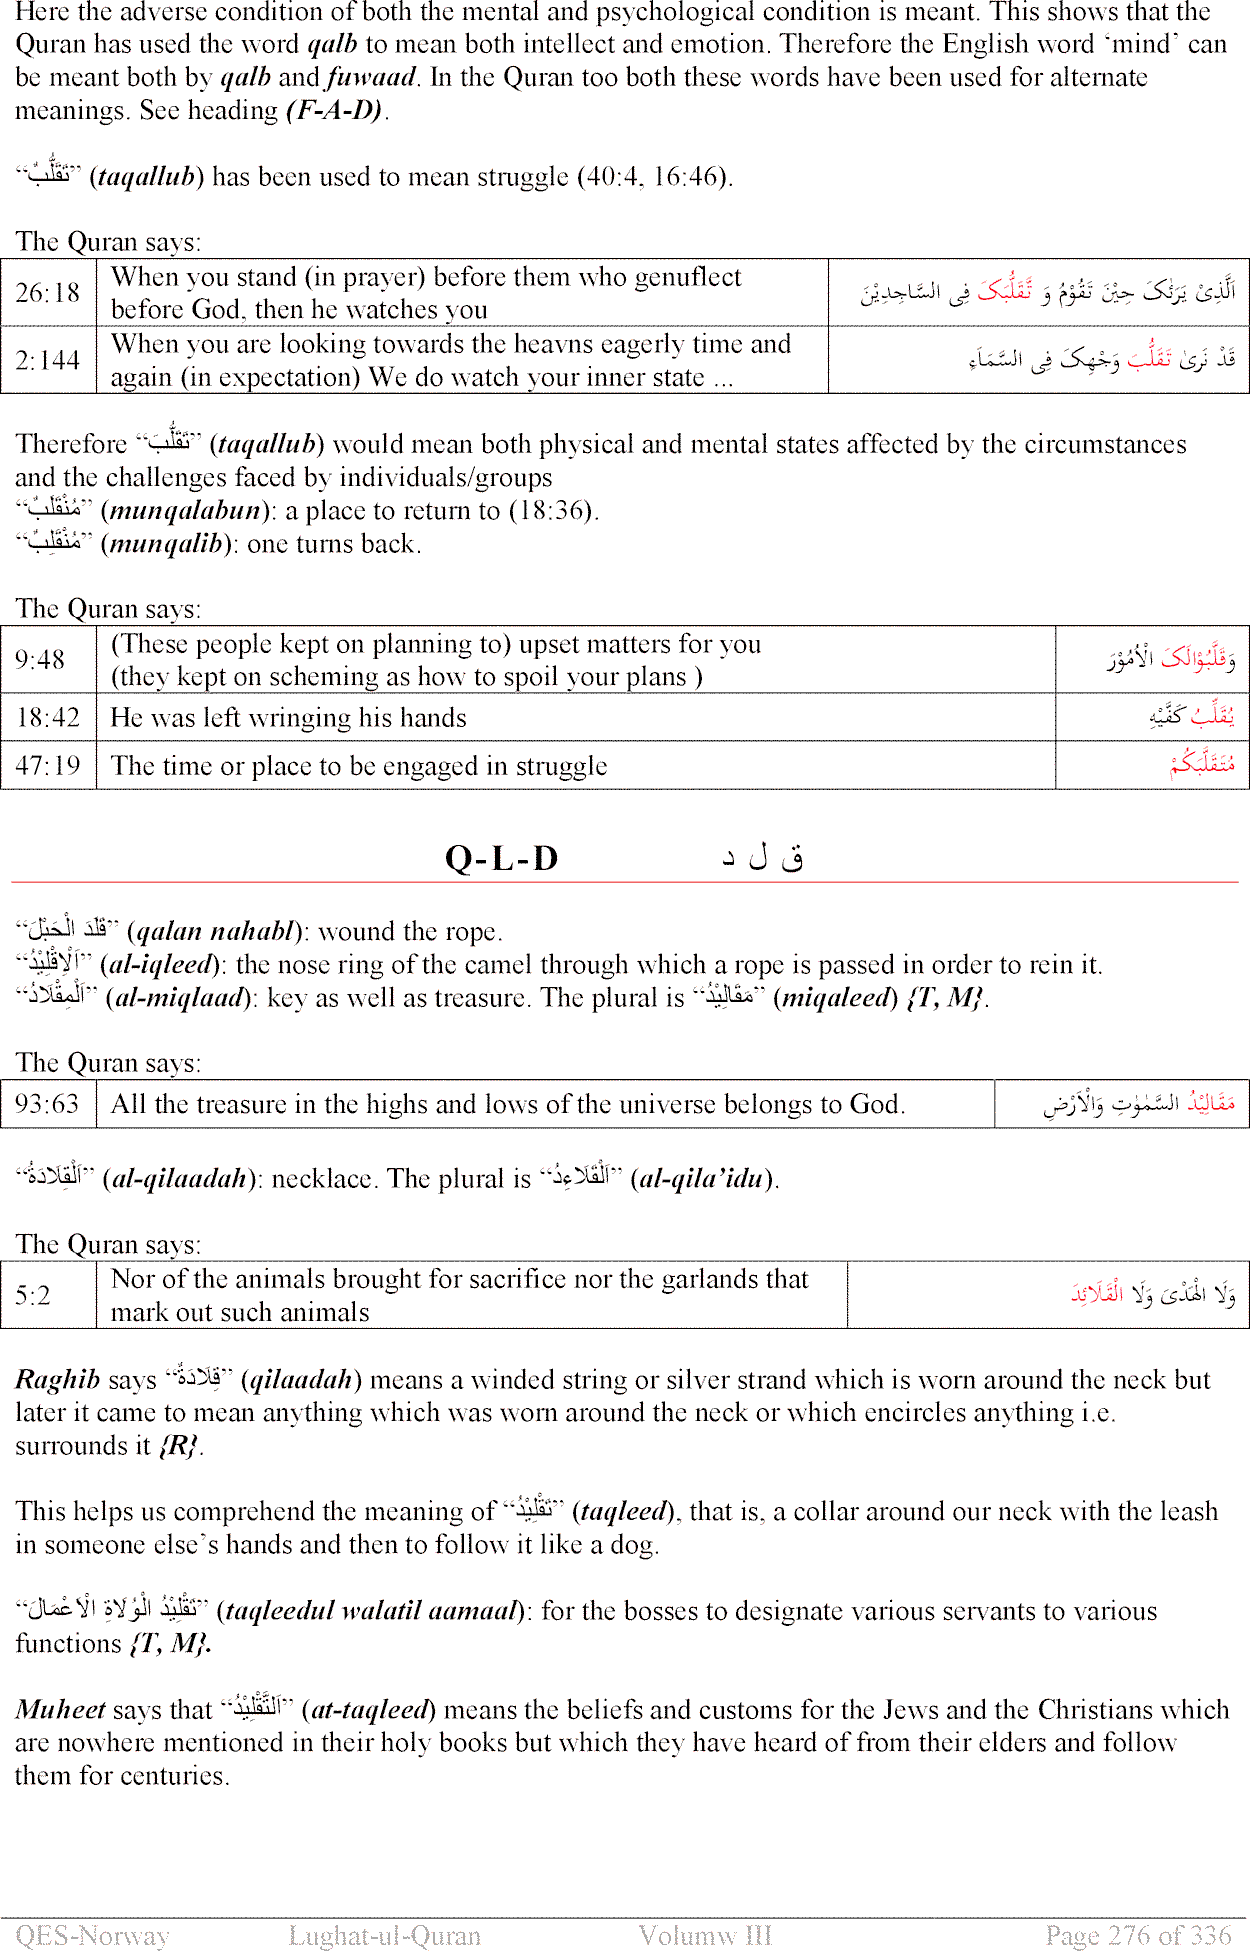 Here the adverse condition of both the mental and psychological condition is meant. This shows that the
Quran has used the word qalb to mean both intellect and emotion. Therefore the English word ‘mind’ can
be meant both by qalb and fuwaad. In the Quran too both these words have been used for alternate
meanings. See heading (F-A-D).
“تَقَلُّبٌ” (taqallub) has been used to mean struggle (40:4, 16:46).
The Quran says:
26:18 When you stand (in prayer) before them who genuflect
before God, then he watches you
اَلَّذِىْ يَرٰىكَ حِيْنَ تَقُوْمُ وَ تَقَلُّبَكَ فِى السَّاجِدِيْنَ
2:144 When you are looking towards the heavns eagerly time and
again (in expectation) We do watch your inner state ...
قَدْ نَرىٰ تَقَلُّبَ وَجْهِكَ فِى السَّمَآءِ
Therefore “تَقَلُّبَ” (taqallub) would mean both physical and mental states affected by the circumstances
and the challenges faced by individuals/groups
“مُنْقَلَبٌ” (munqalabun): a place to return to (18:36).
“مُنْقَلِبٌ” (munqalib): one turns back.
The Quran says:
9:48 (These people kept on planning to) upset matters for you
(they kept on scheming as how to spoil your plans )
وَقَلَّبُوْالَكَ الْاُمُوْرَ
18:42 He was left wringing his hands يُقَلِّبُ كَفَّيْهِ
47:19 The time or place to be engaged in struggle مُتَقَلَّبَكُمْ
Q-L-D ق ل د
“قَلَدَ الْحَبْلَ” (qalan nahabl): wound the rope.
“اَلْاِقْلِيْدُ” (al-iqleed): the nose ring of the camel through which a rope is passed in order to rein it.
“اَلْمِقْلَادُ” (al-miqlaad): key as well as treasure. The plural is “مَقَالِيْدُ” (miqaleed) {T, M}.
The Quran says:
93:63 All the treasure in the highs and lows of the universe belongs to God. مَقَالِيْدُ السَّمٰوٰتِ وَالْاَرْضِ
“اَلْقِلَادَةُ” (al-qilaadah): necklace. The plural is “اَلْقَلَاءِدُ” (al-qila’idu).
The Quran says:
5:2 Nor of the animals brought for sacrifice nor the garlands that
mark out such animals
وَلَا الْهَدْىَ وَلَا الْقَلَائِدَ
Raghib says “قِلَادَةٌ” (qilaadah) means a winded string or silver strand which is worn around the neck but
later it came to mean anything which was worn around the neck or which encircles anything i.e.
surrounds it {R}.
This helps us comprehend the meaning of “تَقْلِيْدُ” (taqleed), that is, a collar around our neck with the leash
in someone else’s hands and then to follow it like a dog.
“تَقْلِيْدُ الْوُلَاةِ الْاَعْمَالَ” (taqleedul walatil aamaal): for the bosses to designate various servants to various
functions {T, M}.
Muheet says that “اَلتَّقْلِيْدُ” (at-taqleed) means the beliefs and customs for the Jews and the Christians which
are nowhere mentioned in their holy books but which they have heard of from their elders and follow
them for centuries.
QES-Norway Lughat-ul-Quran Volumw III Page 276 of 336